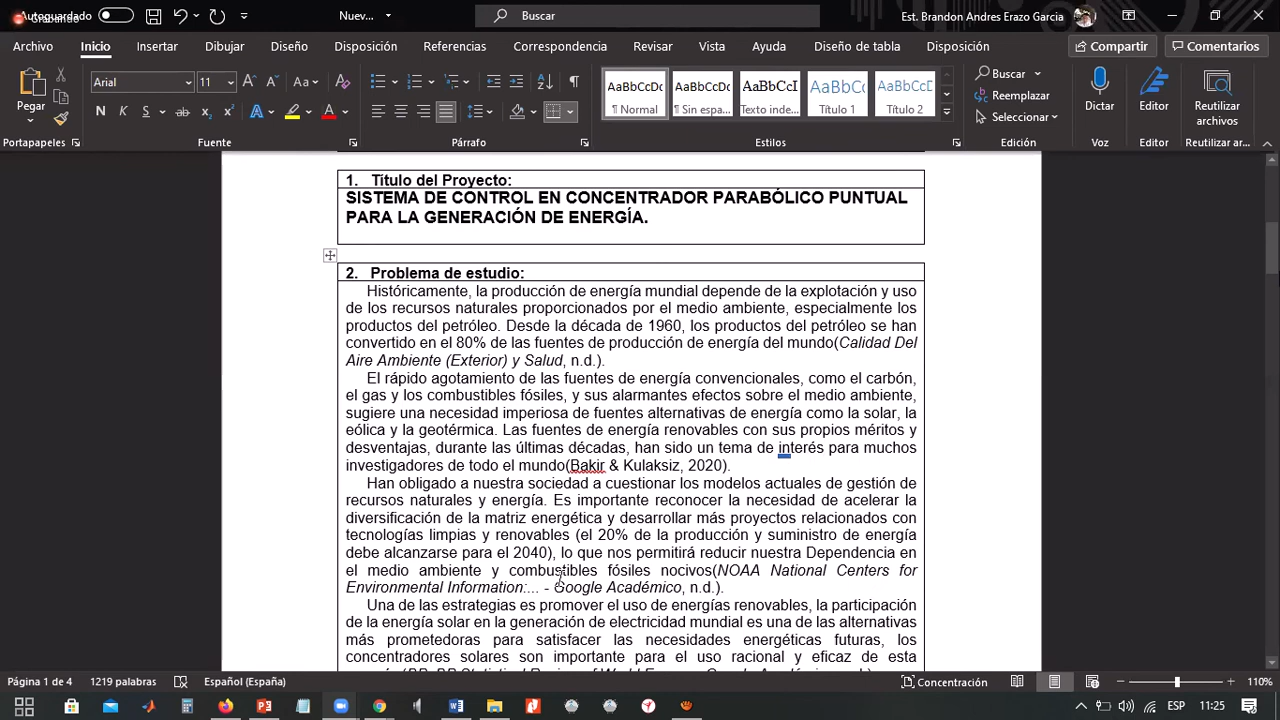 Autoguardado
Nuev...
Buscar
Est. Brandon Andres Erazo Garcia
Archivo Inicio Insertar Dibujar Diseño Disposición Referencias Correspondencia Revisar Vista Ayuda Diseño de tabla Disposición Compartir Comentarios
Pegar
Arial 11
N K S ab x₂ x²
AaBbCcDc AaBbCcDc AaBbCcI AaBbC AaBbCc
¶ Normal ¶ Sin espa... Texto inde... Título 1 Título 2
Buscar
Reemplazar
Seleccionar
Dictar
Editor
Reutilizar
archivos
Portapapeles Fuente Párrafo Estilos Edición Voz Editor Reutilizar ar...
1. Titulo del Proyecto:
SISTEMA DE CONTROL EN CONCENTRADOR PARABÓLICO PUNTUAL
PARA LA GENERACIÓN DE ENERGÍA.
2. Problema de estudio:
Históricamente, la producción de energía mundial depende de la explotación y uso
de los recursos naturales proporcionados por el medio ambiente, especialmente los
productos del petróleo. Desde la década de 1960, los productos del petróleo se han
convertido en el 80% de las fuentes de producción de energía del mundo(Calidad Del
Aire Ambiente (Exterior) y Salud, n.d.).
El rápido agotamiento de las fuentes de energía convencionales, como el carbón,
el gas y los combustibles fósiles, y sus alarmantes efectos sobre el medio ambiente,
sugiere una necesidad imperiosa de fuentes alternativas de energía como la solar, la
eólica y la geotérmica. Las fuentes de energía renovables con sus propios méritos y
desventajas, durante las últimas décadas, han sido un tema de interés para muchos
investigadores de todo el mundo(Bakir & Kulaksiz, 2020).
Han obligado a nuestra sociedad a cuestionar los modelos actuales de gestión de
recursos naturales y energía. Es importante reconocer la necesidad de acelerar la
diversificación de la matriz energética y desarrollar más proyectos relacionados con
tecnologías limpias y renovables (el 20% de la producción y suministro de energía
debe alcanzarse para el 2040), lo que nos permitirá reducir nuestra Dependencia en
el medio ambiente y combustibles fósiles nocivos(NOAA National Centers for
Environmental Information:... - Google Académico, n.d.).
Una de las estrategias es promover el uso de energías renovables, la participación
de la energía solar en la generación de electricidad mundial es una de las alternativas
más prometedoras para satisfacer las necesidades energéticas futuras, los
concentradores solares son importante para el uso racional y eficaz de esta
Página 1 de 4 1219 palabras Español (España) Concentración 110%
ESP 11:25